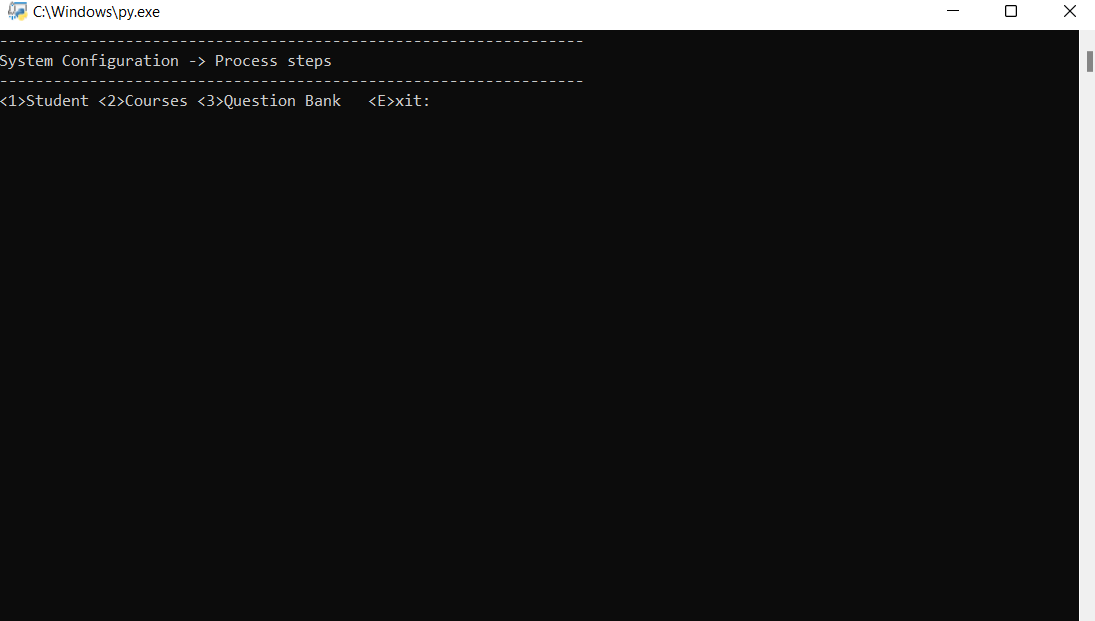 C:\Windows\py.exe
-----------------------------------------------------------------
System Configuration -> Process steps
-----------------------------------------------------------------
<1>Student <2>Courses <3>Question Bank   <E>xit: